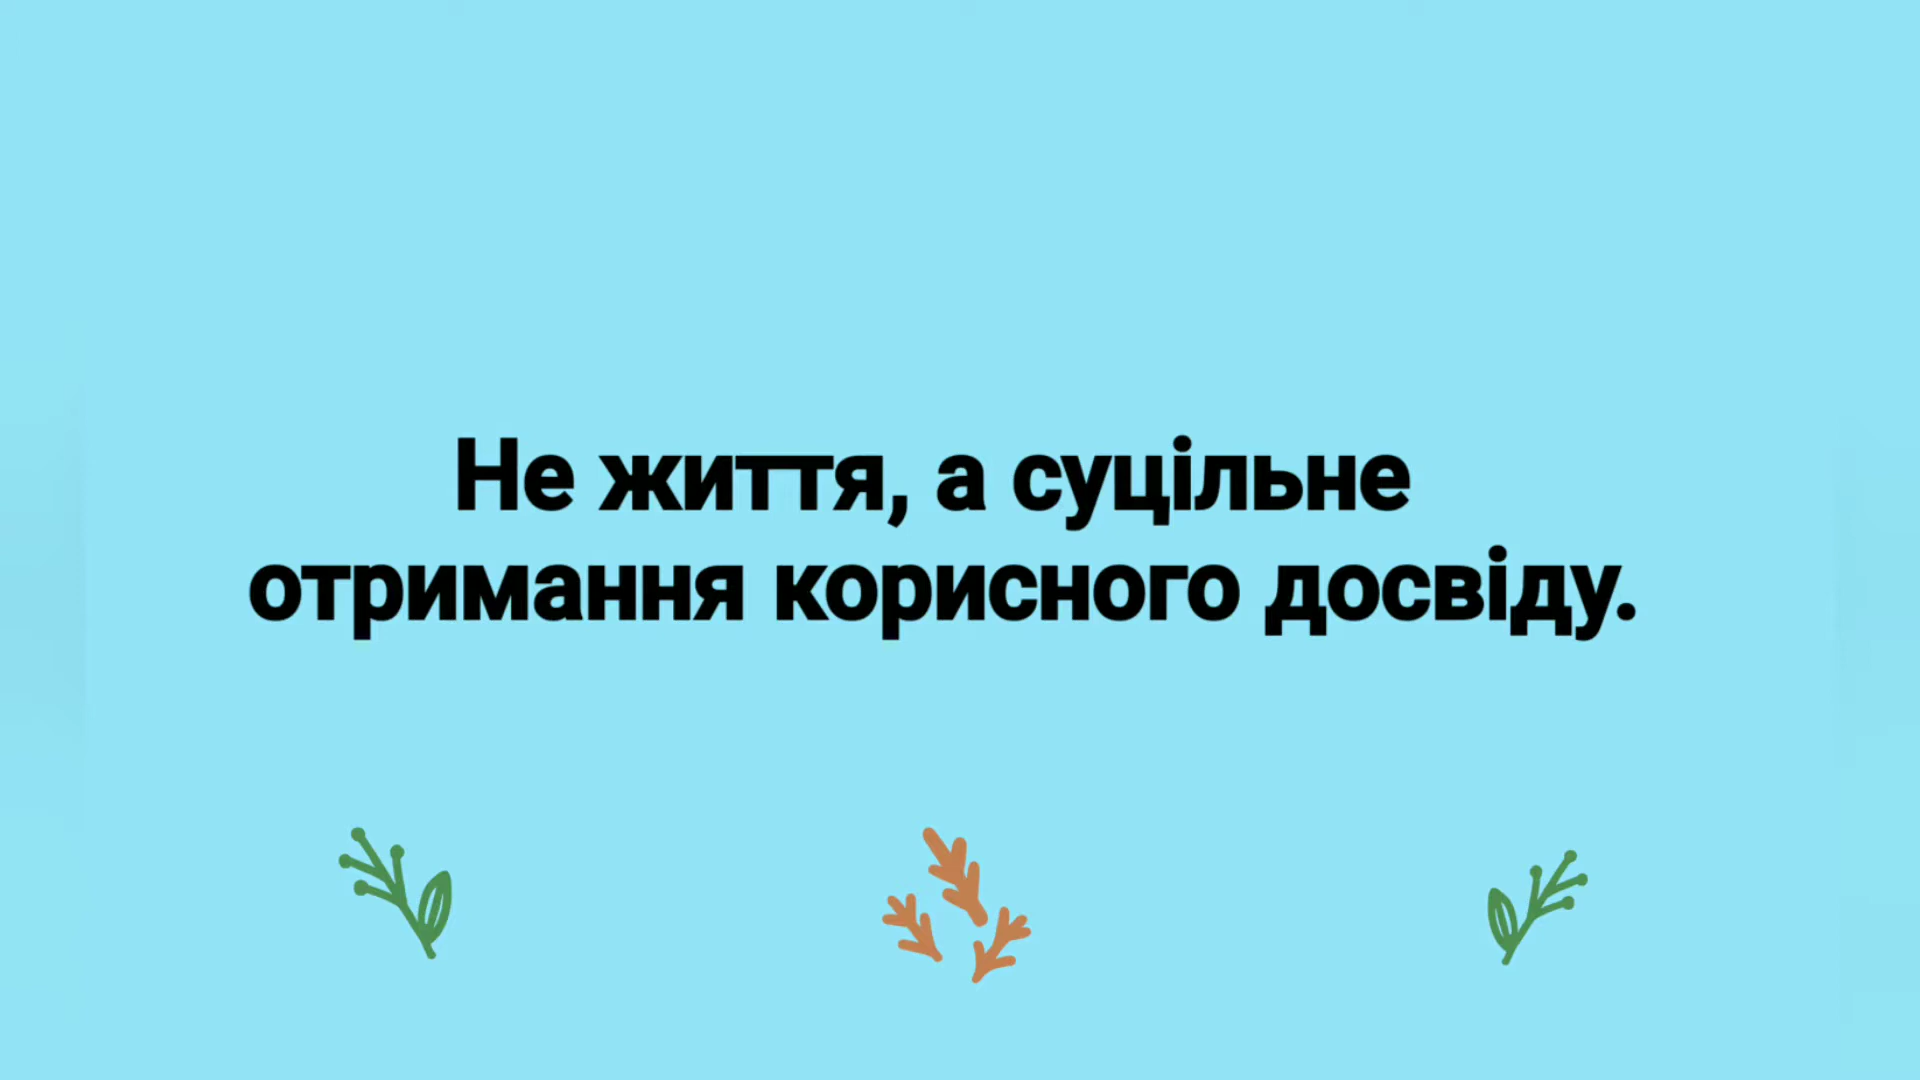 Не життя, а суцільне
отримання корисного досвіду.